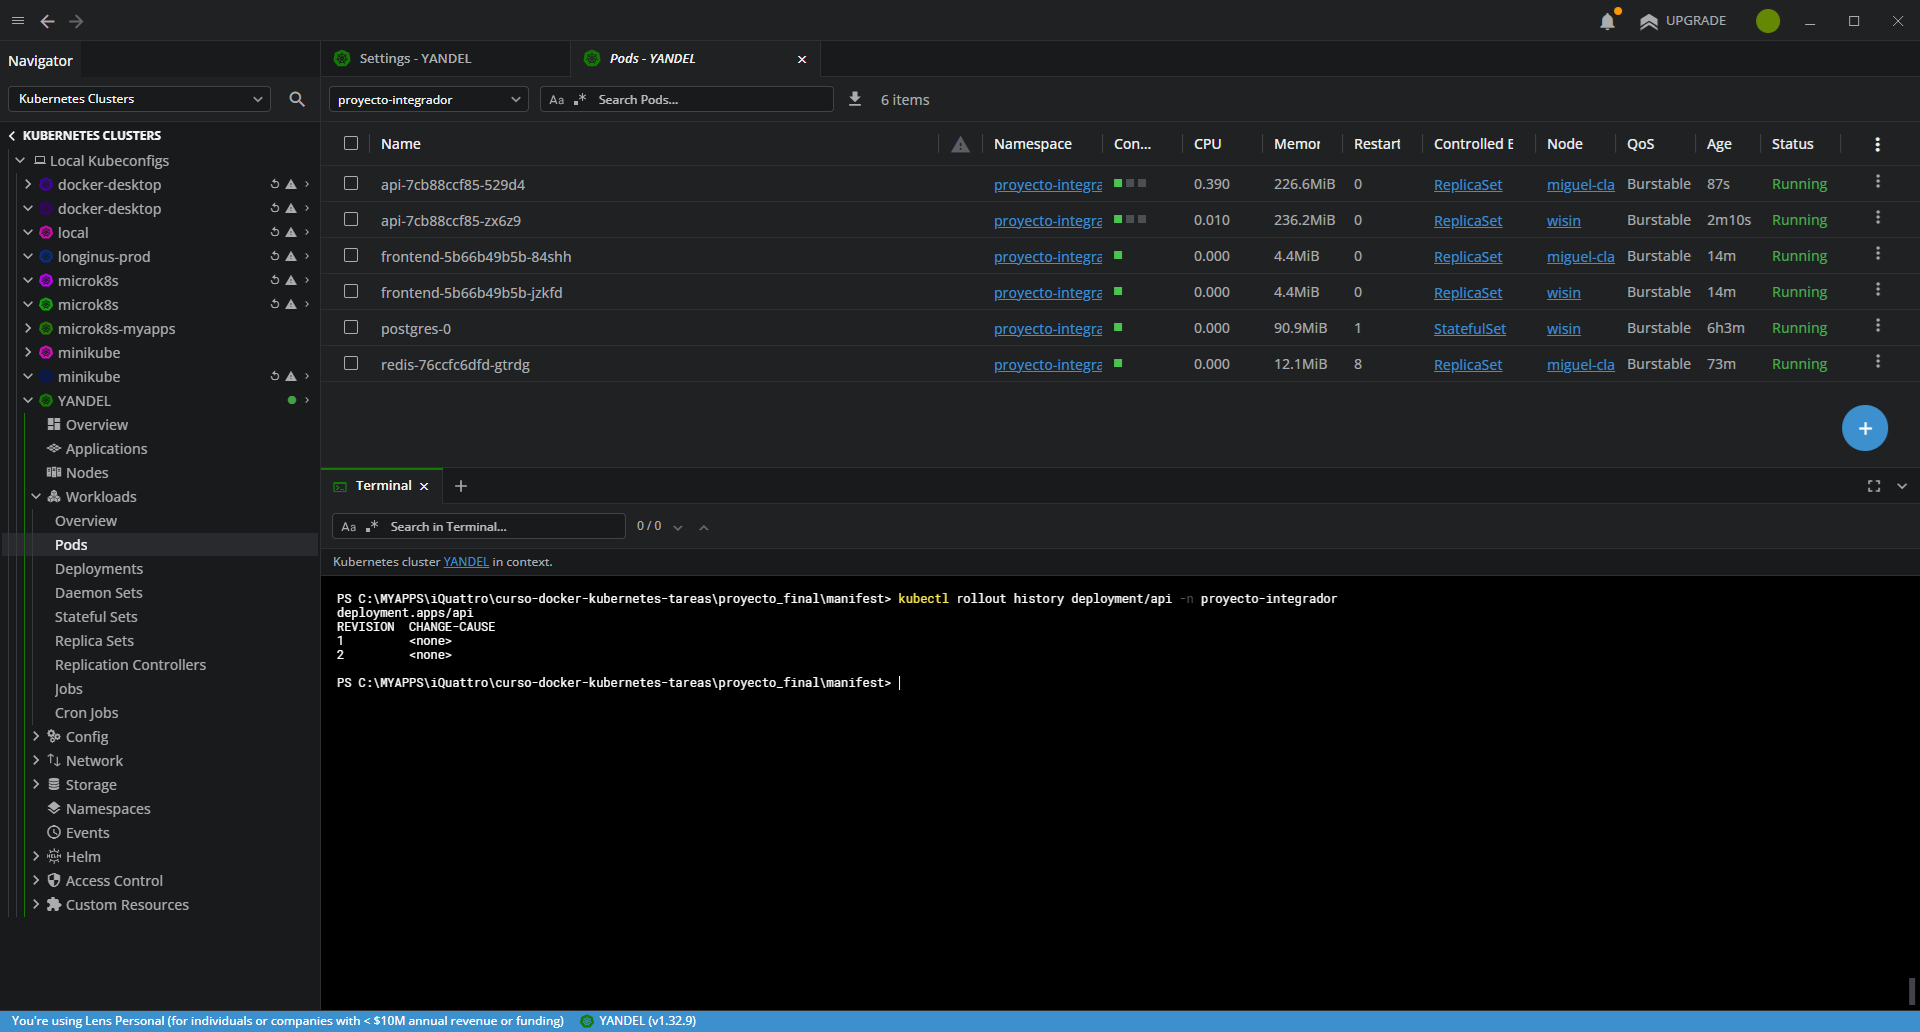 UPGRADE
Navigator
Settings - YANDEL
Pods - YANDEL
Kubernetes Clusters
proyecto-integrador
Aa .* Search Pods...
6 items
KUBERNETES CLUSTERS
Local Kubeconfigs
docker-desktop
docker-desktop
local
longinus-prod
microk8s
microk8s
microk8s-myapps
minikube
minikube
YANDEL
Overview
Applications
Nodes
Workloads
Overview
Pods
Deployments
Daemon Sets
Stateful Sets
Replica Sets
Replication Controllers
Jobs
Cron Jobs
Config
Network
Storage
Namespaces
Events
Helm
Access Control
Custom Resources
Name Namespace Con... CPU Memor Restart Controlled E Node QoS Age Status
api-7cb88ccf85-529d4 proyecto-integra 0.390 226.6MiB 0 ReplicaSet miguel-cla Burstable 87s Running
api-7cb88ccf85-zx6z9 proyecto-integra 0.010 236.2MiB 0 ReplicaSet wisin Burstable 2m10s Running
frontend-5b66b49b5b-84shh proyecto-integra 0.000 4.4MiB 0 ReplicaSet miguel-cla Burstable 14m Running
frontend-5b66b49b5b-jzkfd proyecto-integra 0.000 4.4MiB 0 ReplicaSet wisin Burstable 14m Running
postgres-0 proyecto-integra 0.000 90.9MiB 1 StatefulSet wisin Burstable 6h3m Running
redis-76ccfc6dfd-gtrdg proyecto-integra 0.000 12.1MiB 8 ReplicaSet miguel-cla Burstable 73m Running
Terminal
Aa .* Search in Terminal...
0 / 0
Kubernetes cluster YANDEL in context.
PS C:\MYAPPS\iQuattro\curso-docker-kubernetes-tareas\proyecto_final\manifest> kubectl rollout history deployment/api -n proyecto-integrador
deployment.apps/api
REVISION CHANGE-CAUSE
1 <none>
2 <none>
PS C:\MYAPPS\iQuattro\curso-docker-kubernetes-tareas\proyecto_final\manifest>
You're using Lens Personal (for individuals or companies with < $10M annual revenue or funding)
YANDEL (v1.32.9)